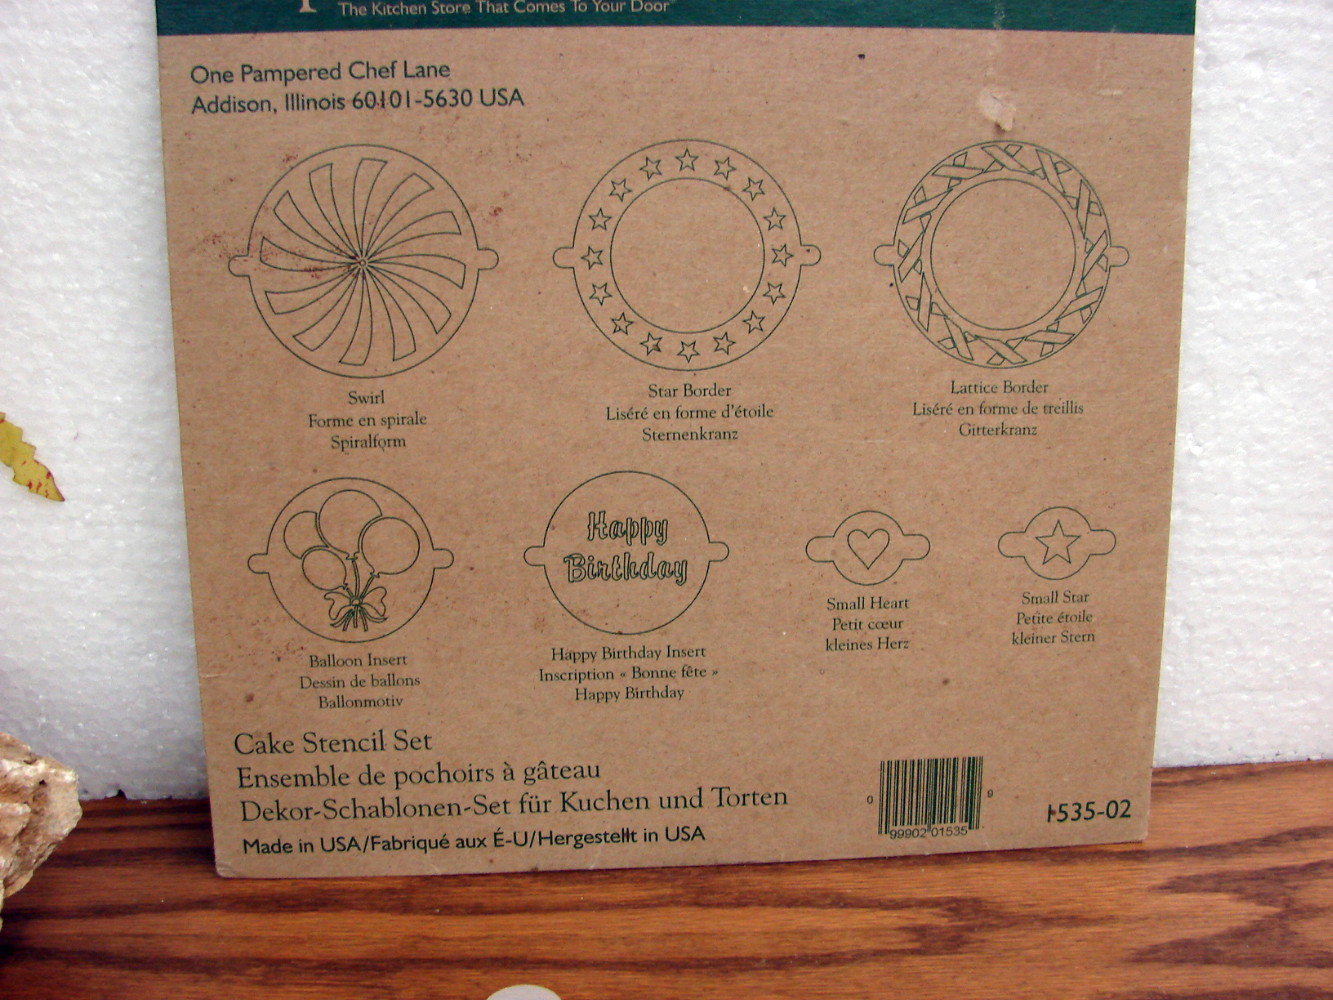 The Kitchen Store That Comes To Your Door
One Pampered Chef Lane
Addison, Illinois 60101-5630 USA
Swirl
Forme en spirale
Spiralform
Star Border
Liséré en forme d'étoile
Sternenkranz
Lattice Border
Liséré en forme de treillis
Gitterkranz
Happy
Birthday
Balloon Insert
Dessin de ballons
Ballonmotiv
Happy Birthday Insert
Inscription « Bonne fête »
Happy Birthday
Small Heart
Petit cœur
kleines Herz
Small Star
Petite étoile
kleiner Stern
Cake Stencil Set
Ensemble de pochoirs à gâteau
Dekor-Schablonen-Set für Kuchen und Torten
Made in USA/Fabriqué aux É-U/Hergestellt in USA
0 99902 01535 9
1535-02